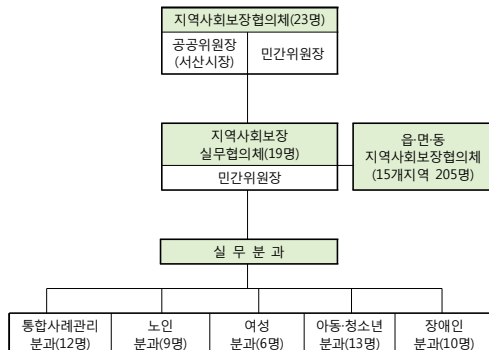 지역사회보장협의체(23명)
공공위원장
(서산시장)
민간위원장
지역사회보장
실무협의체(19명)
민간위원장
읍·면·동
지역사회보장협의체
(15개지역 205명)
실 무 분 과
통합사례관리
분과(12명)
노인
분과(9명)
여성
분과(6명)
아동·청소년
분과(13명)
장애인
분과(10명)